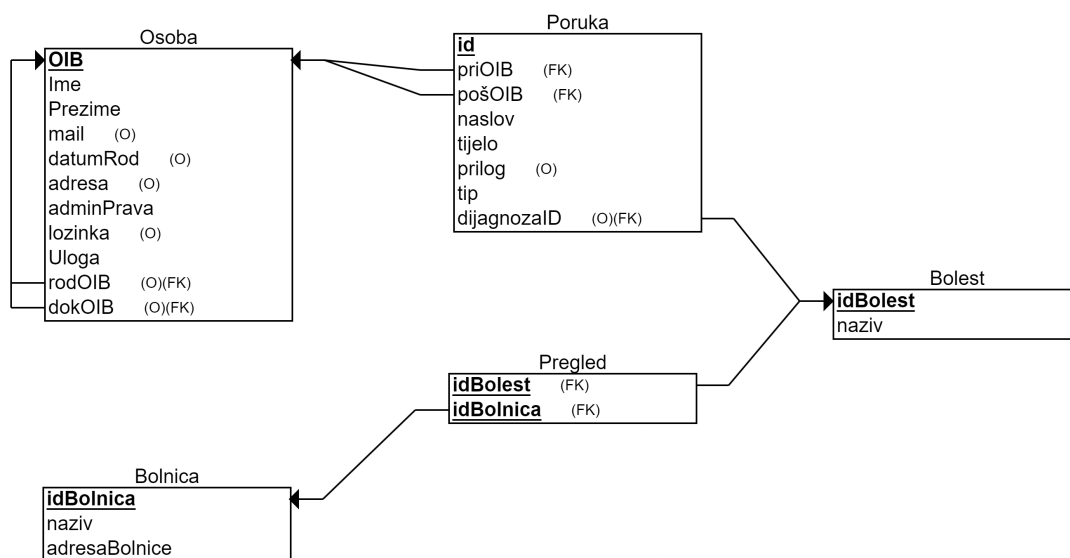 Osoba
OIB
Ime
Prezime
mail (O)
datumRod (O)
adresa (O)
adminPrava
lozinka (O)
Uloga
rodOIB (O)(FK)
dokOIB (O)(FK)
Poruka
id
priOIB (FK)
pošOIB (FK)
naslov
tijelo
prilog (O)
tip
dijagnozaID (O)(FK)
Bolest
idBolest
naziv
Pregled
idBolest (FK)
idBolnica (FK)
Bolnica
idBolnica
naziv
adresaBolnice